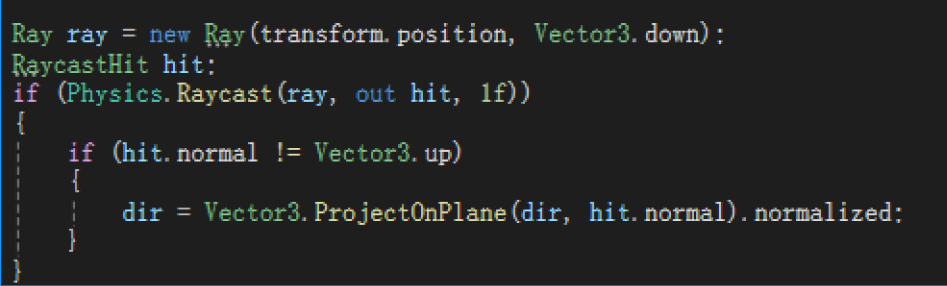 Ray ray = new Ray(transform.position, Vector3.down);
RaycastHit hit;
if (Physics.Raycast(ray, out hit, 1f))
{
if (hit.normal != Vector3.up)
{
dir = Vector3.ProjectOnPlane(dir, hit.normal).normalized;
}
}